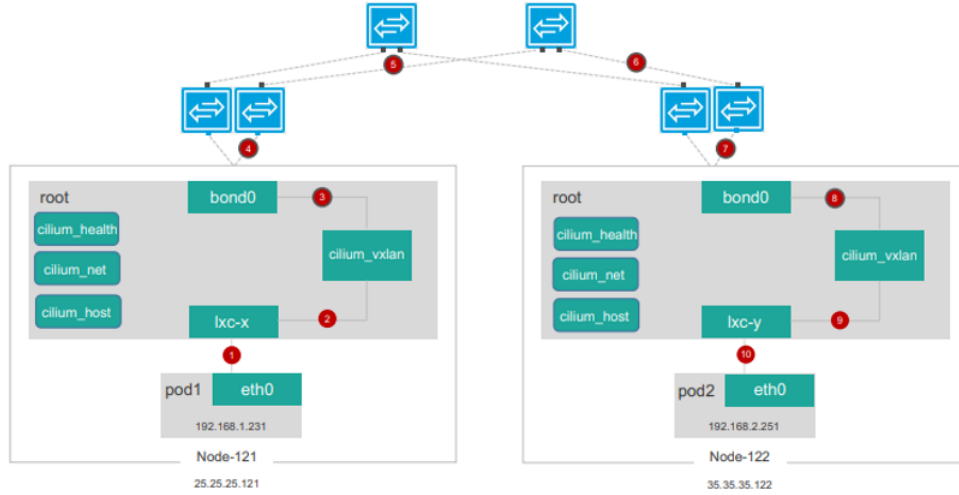 5
6
4
7
root
bond0
3
cilium_health
cilium_vxlan
cilium_net
cilium_host
lxc-x
2
1
pod1
eth0
192.168.1.231
Node-121
25.25.25.121
root
bond0
8
cilium_health
cilium_vxlan
cilium_net
cilium_host
lxc-y
9
10
pod2
eth0
192.168.2.251
Node-122
35.35.35.122